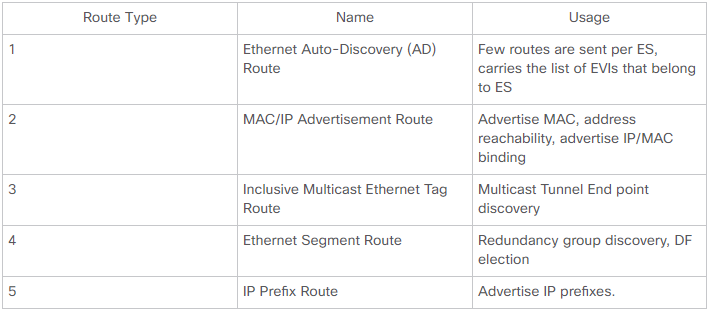 Route Type Name Usage
1 Ethernet Auto-Discovery (AD) Few routes are sent per ES,
Route carries the list of EVIs that belong
to ES
2 MAC/IP Advertisement Route Advertise MAC, address
reachability, advertise IP/MAC
binding
3 Inclusive Multicast Ethernet Tag Multicast Tunnel End point
Route discovery
4 Ethernet Segment Route Redundancy group discovery, DF
election
5 IP Prefix Route Advertise IP prefixes.